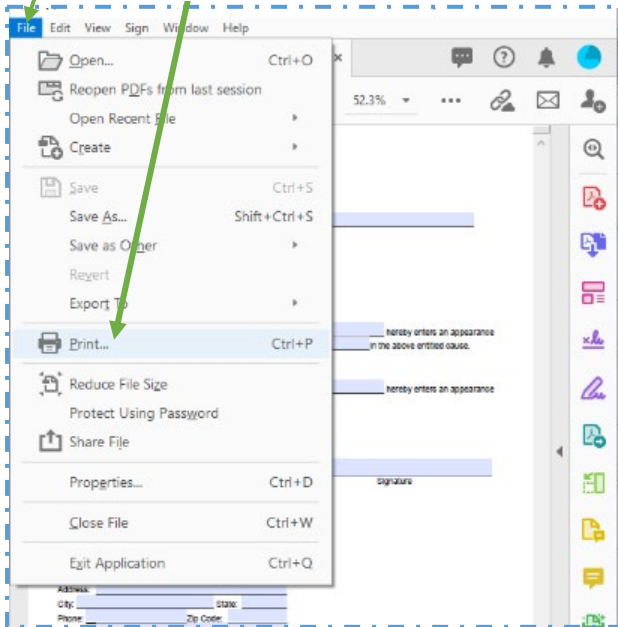 File Edit View Sign Window Help
Open... Ctrl+O
Reopen PDFs from last session
52.3%
Open Recent File
Create
Save Ctrl+S
Save As... Shift+Ctrl+S
Save as Other
Revert
Export To
hereby enters an appearance
Print... Ctrl+P
in the above entitled cause.
Reduce File Size
hereby enters an appearance
Protect Using Password
Share File
Properties... Ctrl+D
Signature
Close File Ctrl+W
Exit Application Ctrl+Q
Address:
City: State:
Phone: Zip Code: